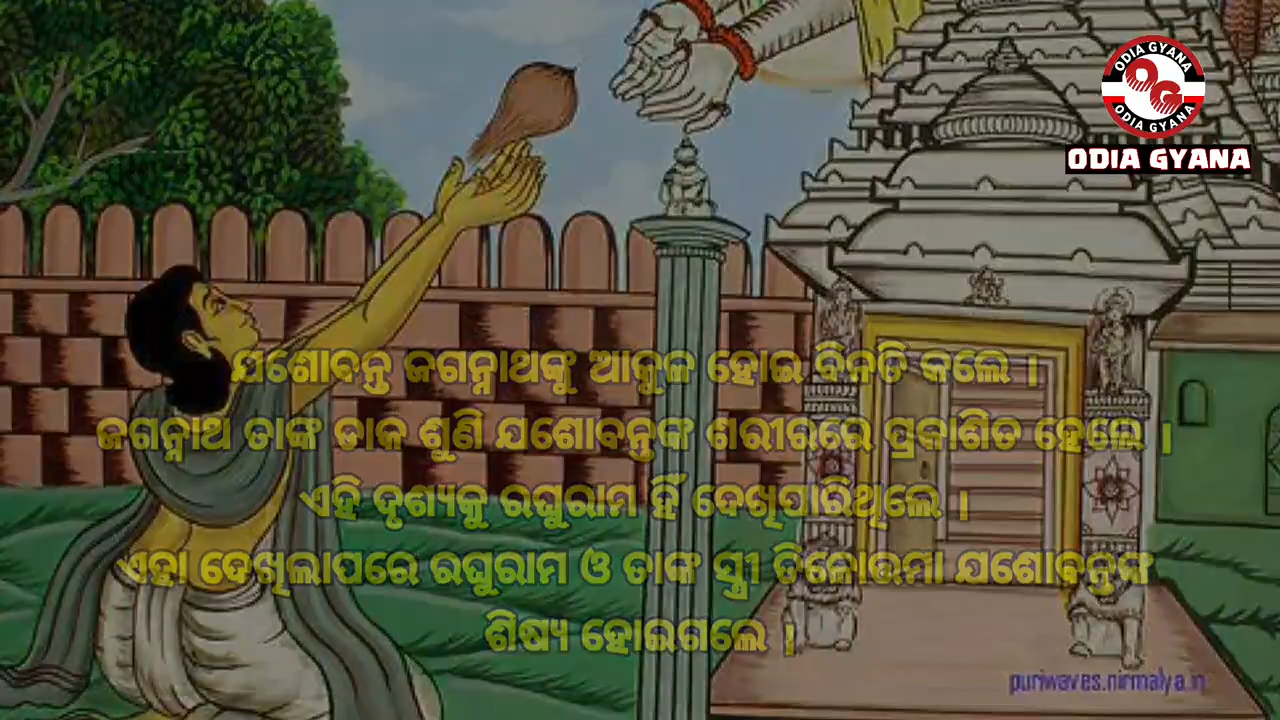 ODIA GYANA
OG
ODIA GYANA
ODIA GYANA
ଯଶୋବନ୍ତ ଜଗନ୍ନାଥଙ୍କୁ ଆକୁଳ ହୋଇ ବିନତି କଲେ ।
ଜଗନ୍ନାଥ ତାଙ୍କ ଡାକ ଶୁଣି ଯଶୋବନ୍ତଙ୍କ ଶରୀରରେ ପ୍ରକାଶିତ ହେଲେ ।
ଏହି ଦୃଶ୍ୟକୁ ରଘୁରାମ ହିଁ ଦେଖିପାରିଥିଲେ ।
ଏହା ଦେଖିଲାପରେ ରଘୁରାମ ଓ ତାଙ୍କ ସ୍ତ୍ରୀ ତିଳୋତ୍ତମା ଯଶୋବନ୍ତଙ୍କ
ଶିଷ୍ୟ ହୋଇଗଲେ ।
puriwaves.nirmalya.in